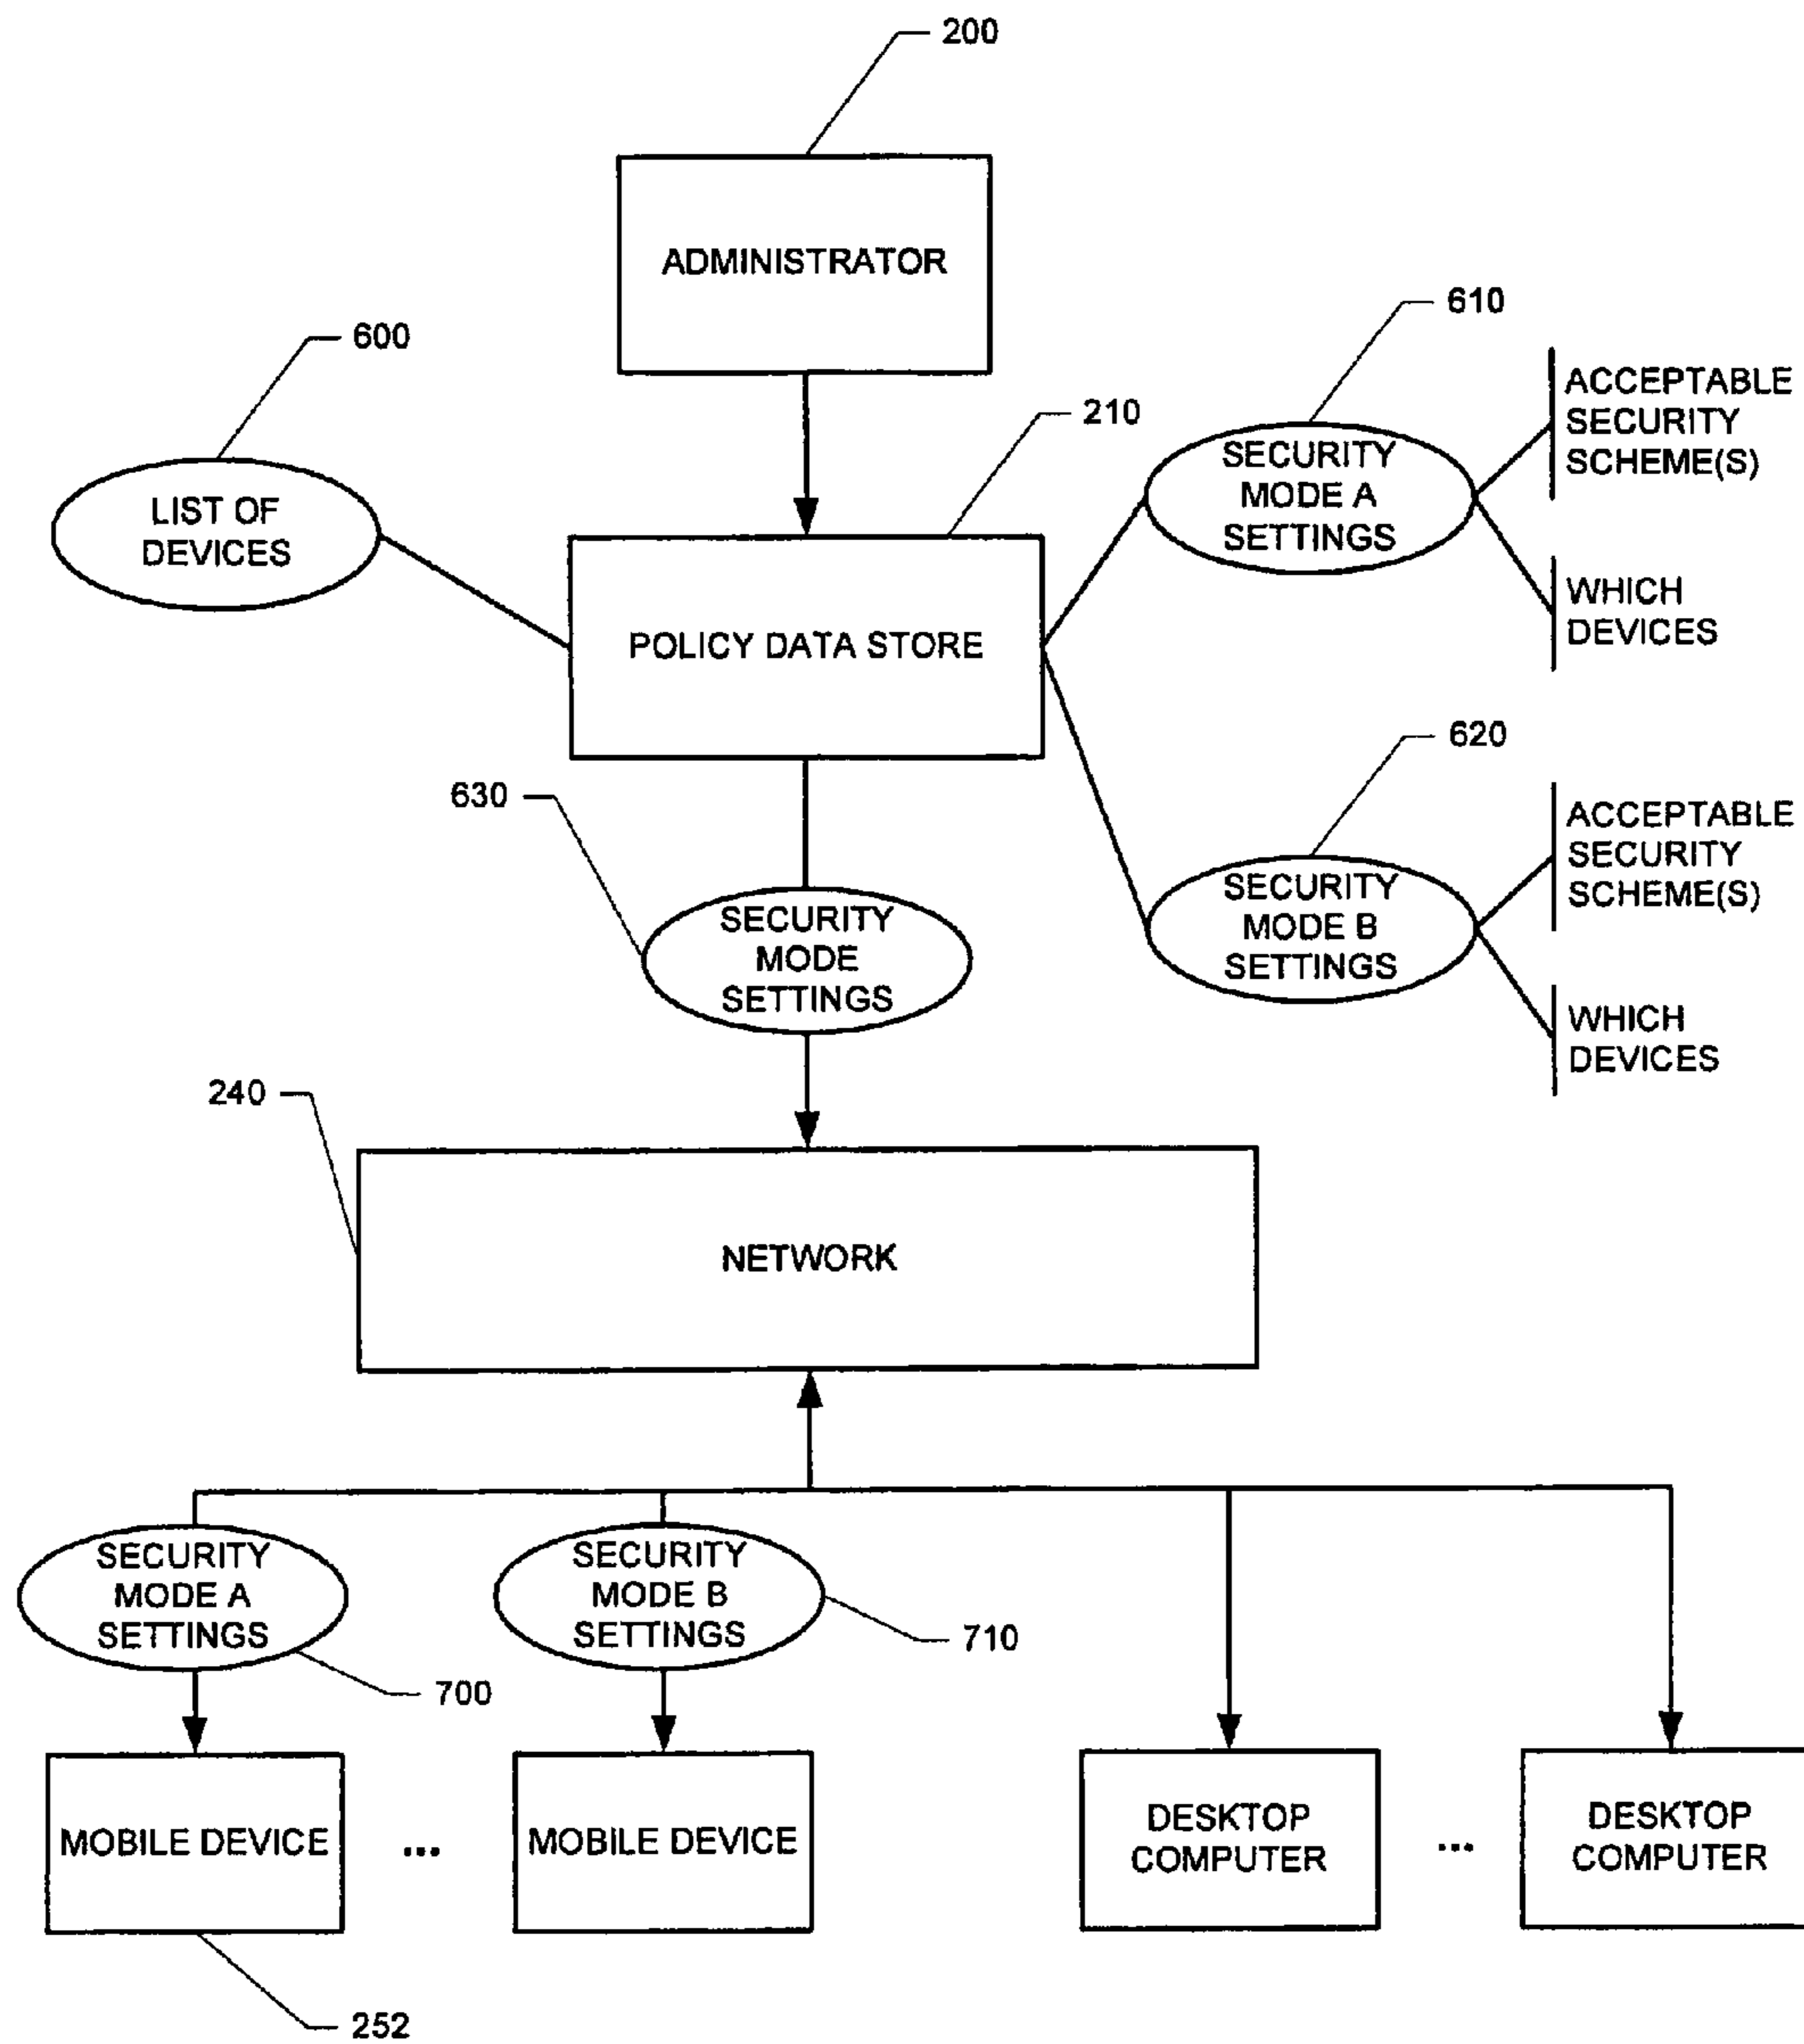 200
ADMINISTRATOR
600
LIST OF
DEVICES
210
POLICY DATA STORE
610
SECURITY
MODE A
SETTINGS
ACCEPTABLE
SECURITY
SCHEME(S)
WHICH
DEVICES
620
SECURITY
MODE B
SETTINGS
ACCEPTABLE
SECURITY
SCHEME(S)
WHICH
DEVICES
630
SECURITY
MODE
SETTINGS
240
NETWORK
SECURITY
MODE A
SETTINGS
700
SECURITY
MODE B
SETTINGS
710
MOBILE DEVICE
...
MOBILE DEVICE
DESKTOP
COMPUTER
...
DESKTOP
COMPUTER
252